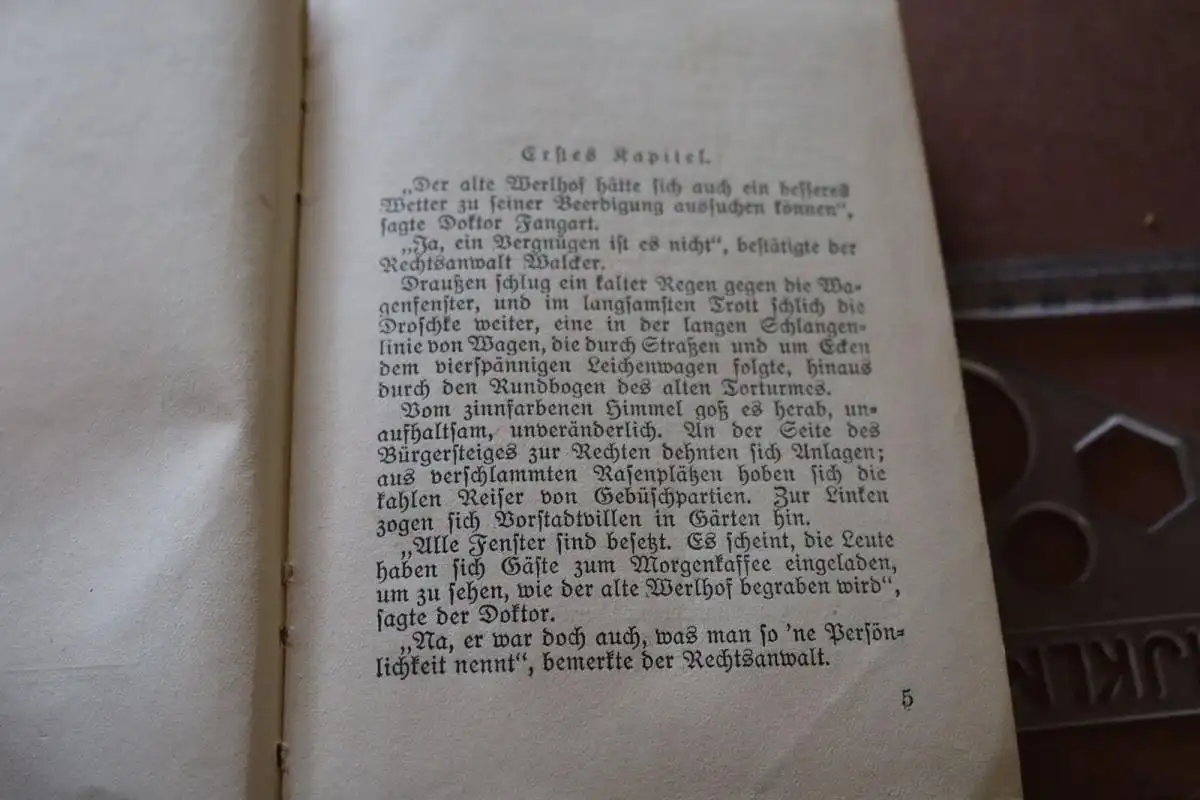 Erstes Kapitel.
„Der alte Werlhof hätte sich auch ein besseres
Wetter zu seiner Beerdigung aussuchen können“,
sagte Doktor Fangart.
„Ja, ein Vergnügen ist es nicht“, bestätigte der
Rechtsanwalt Walcker.
Draußen schlug ein kalter Regen gegen die Wa-
genfenster, und im langsamsten Trott schlich die
Droschke weiter, eine in der langen Schlangen-
linie von Wagen, die durch Straßen und um Ecken
dem vierspännigen Leichenwagen folgte, hinaus
durch den Rundbogen des alten Torturmes.
Vom zinnfarbenen Himmel goß es herab, un-
aufhaltsam, unveränderlich. An der Seite des
Bürgersteiges zur Rechten dehnten sich Anlagen;
aus verschlammten Rasenplätzen hoben sich die
kahlen Reiser von Gebüschpartien. Zur Linken
zogen sich Vorstadtvillen in Gärten hin.
„Alle Fenster sind besetzt. Es scheint, die Leute
haben sich Gäste zum Morgenkaffee eingeladen,
um zu sehen, wie der alte Werlhof begraben wird“,
sagte der Doktor.
„Na, er war doch auch, was man so 'ne Persön-
lichkeit nennt“, bemerkte der Rechtsanwalt.
5
IJKLM